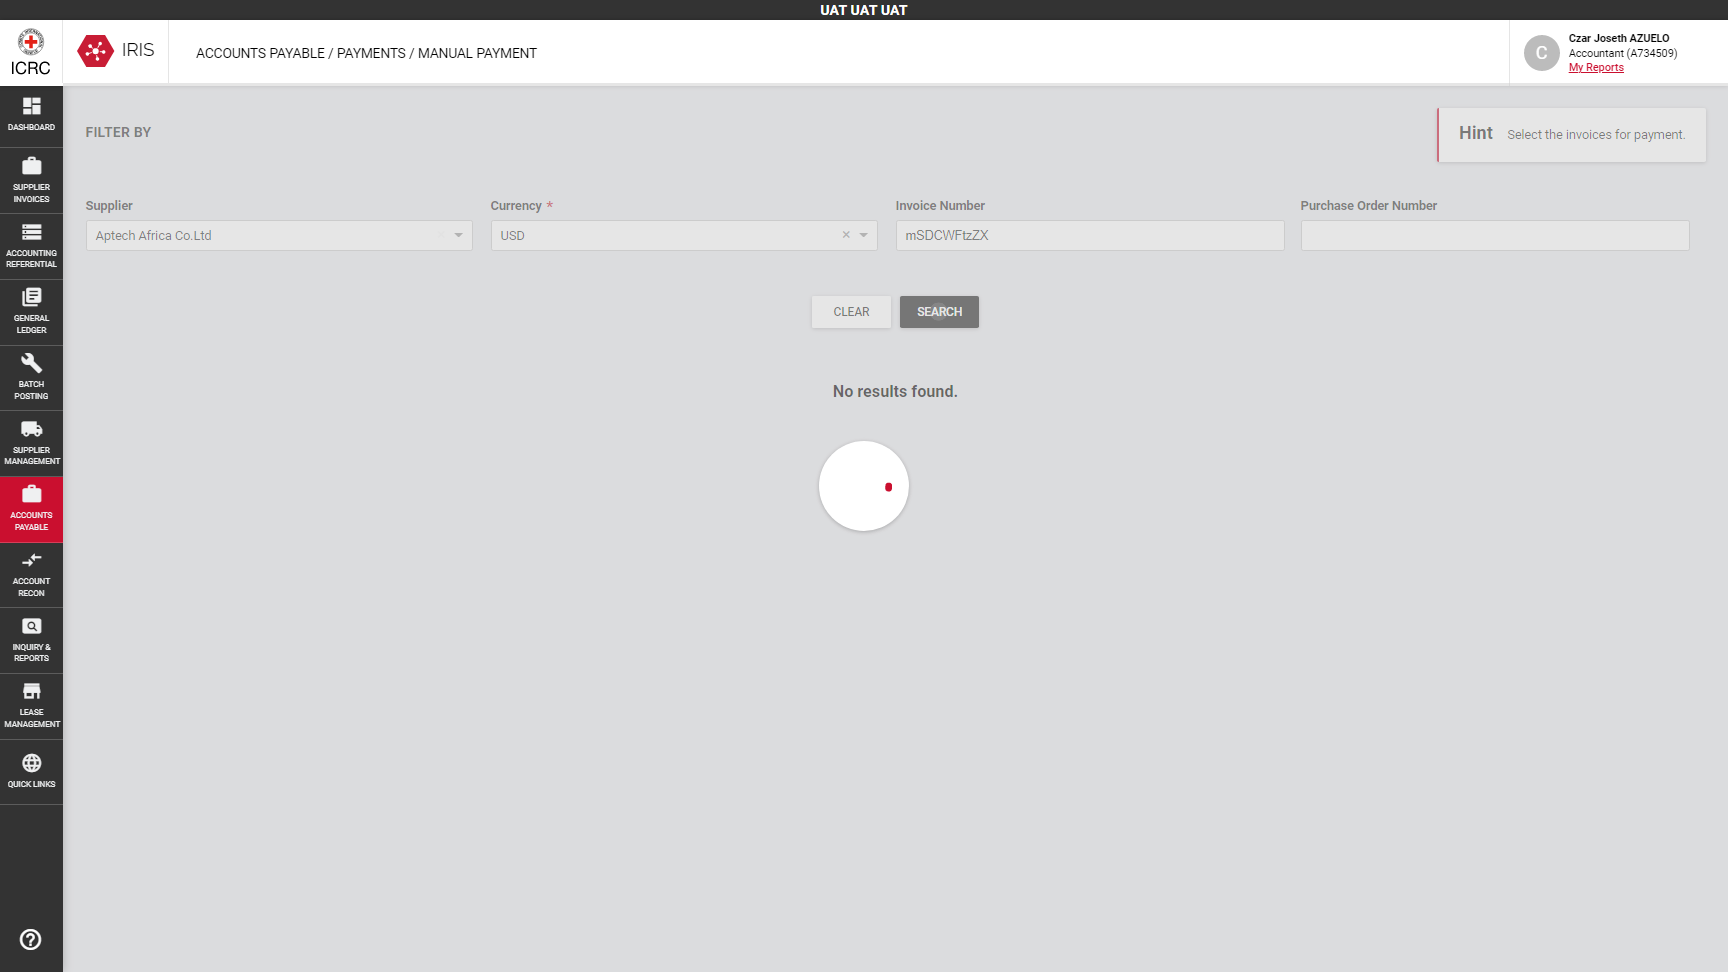 UAT UAT UAT
ICRC
IRIS
ACCOUNTS PAYABLE / PAYMENTS / MANUAL PAYMENT
C
Czar Joseth AZUELO
Accountant (A734509)
My Reports
DASHBOARD
SUPPLIER
INVOICES
ACCOUNTING
REFERENTIAL
GENERAL
LEDGER
BATCH
POSTING
SUPPLIER
MANAGEMENT
ACCOUNTS
PAYABLE
ACCOUNT
RECON
INQUIRY &
REPORTS
LEASE
MANAGEMENT
QUICK LINKS
FILTER BY
Hint Select the invoices for payment.
Supplier
Currency *
Invoice Number
Purchase Order Number
Aptech Africa Co.Ltd
USD ×
mSDCWFtzZX
CLEAR
SEARCH
No results found.